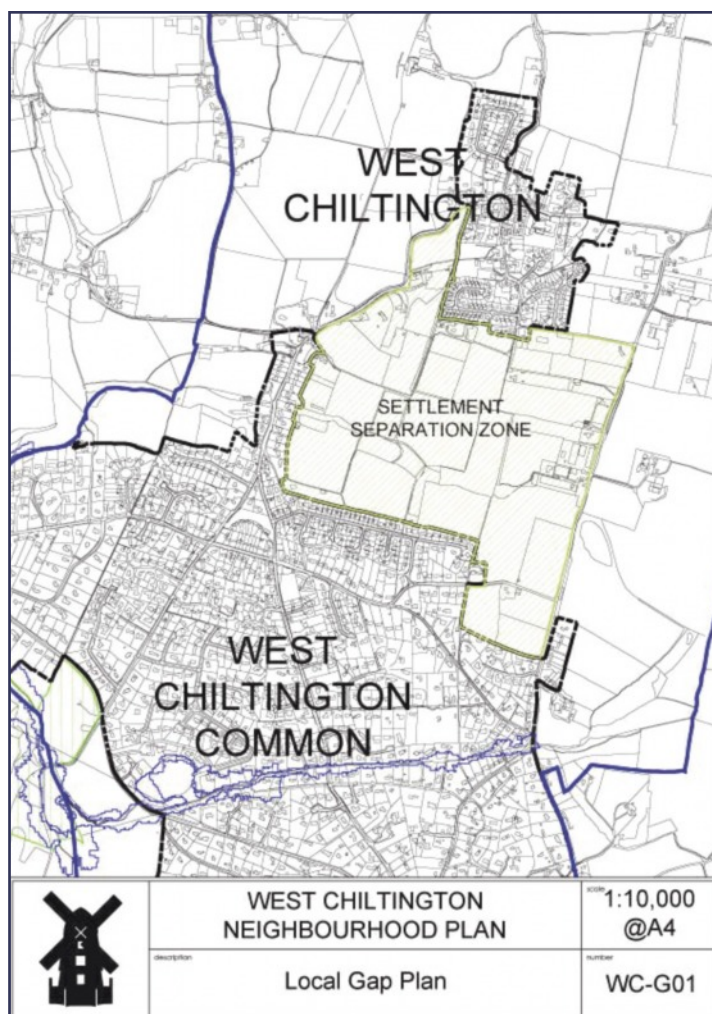 WEST
CHILTINGTON
SETTLEMENT
SEPARATION ZONE
WEST
CHILTINGTON
COMMON
WEST CHILTINGTON
NEIGHBOURHOOD PLAN
scale
1:10,000
@A4
description
Local Gap Plan
number
WC-G01